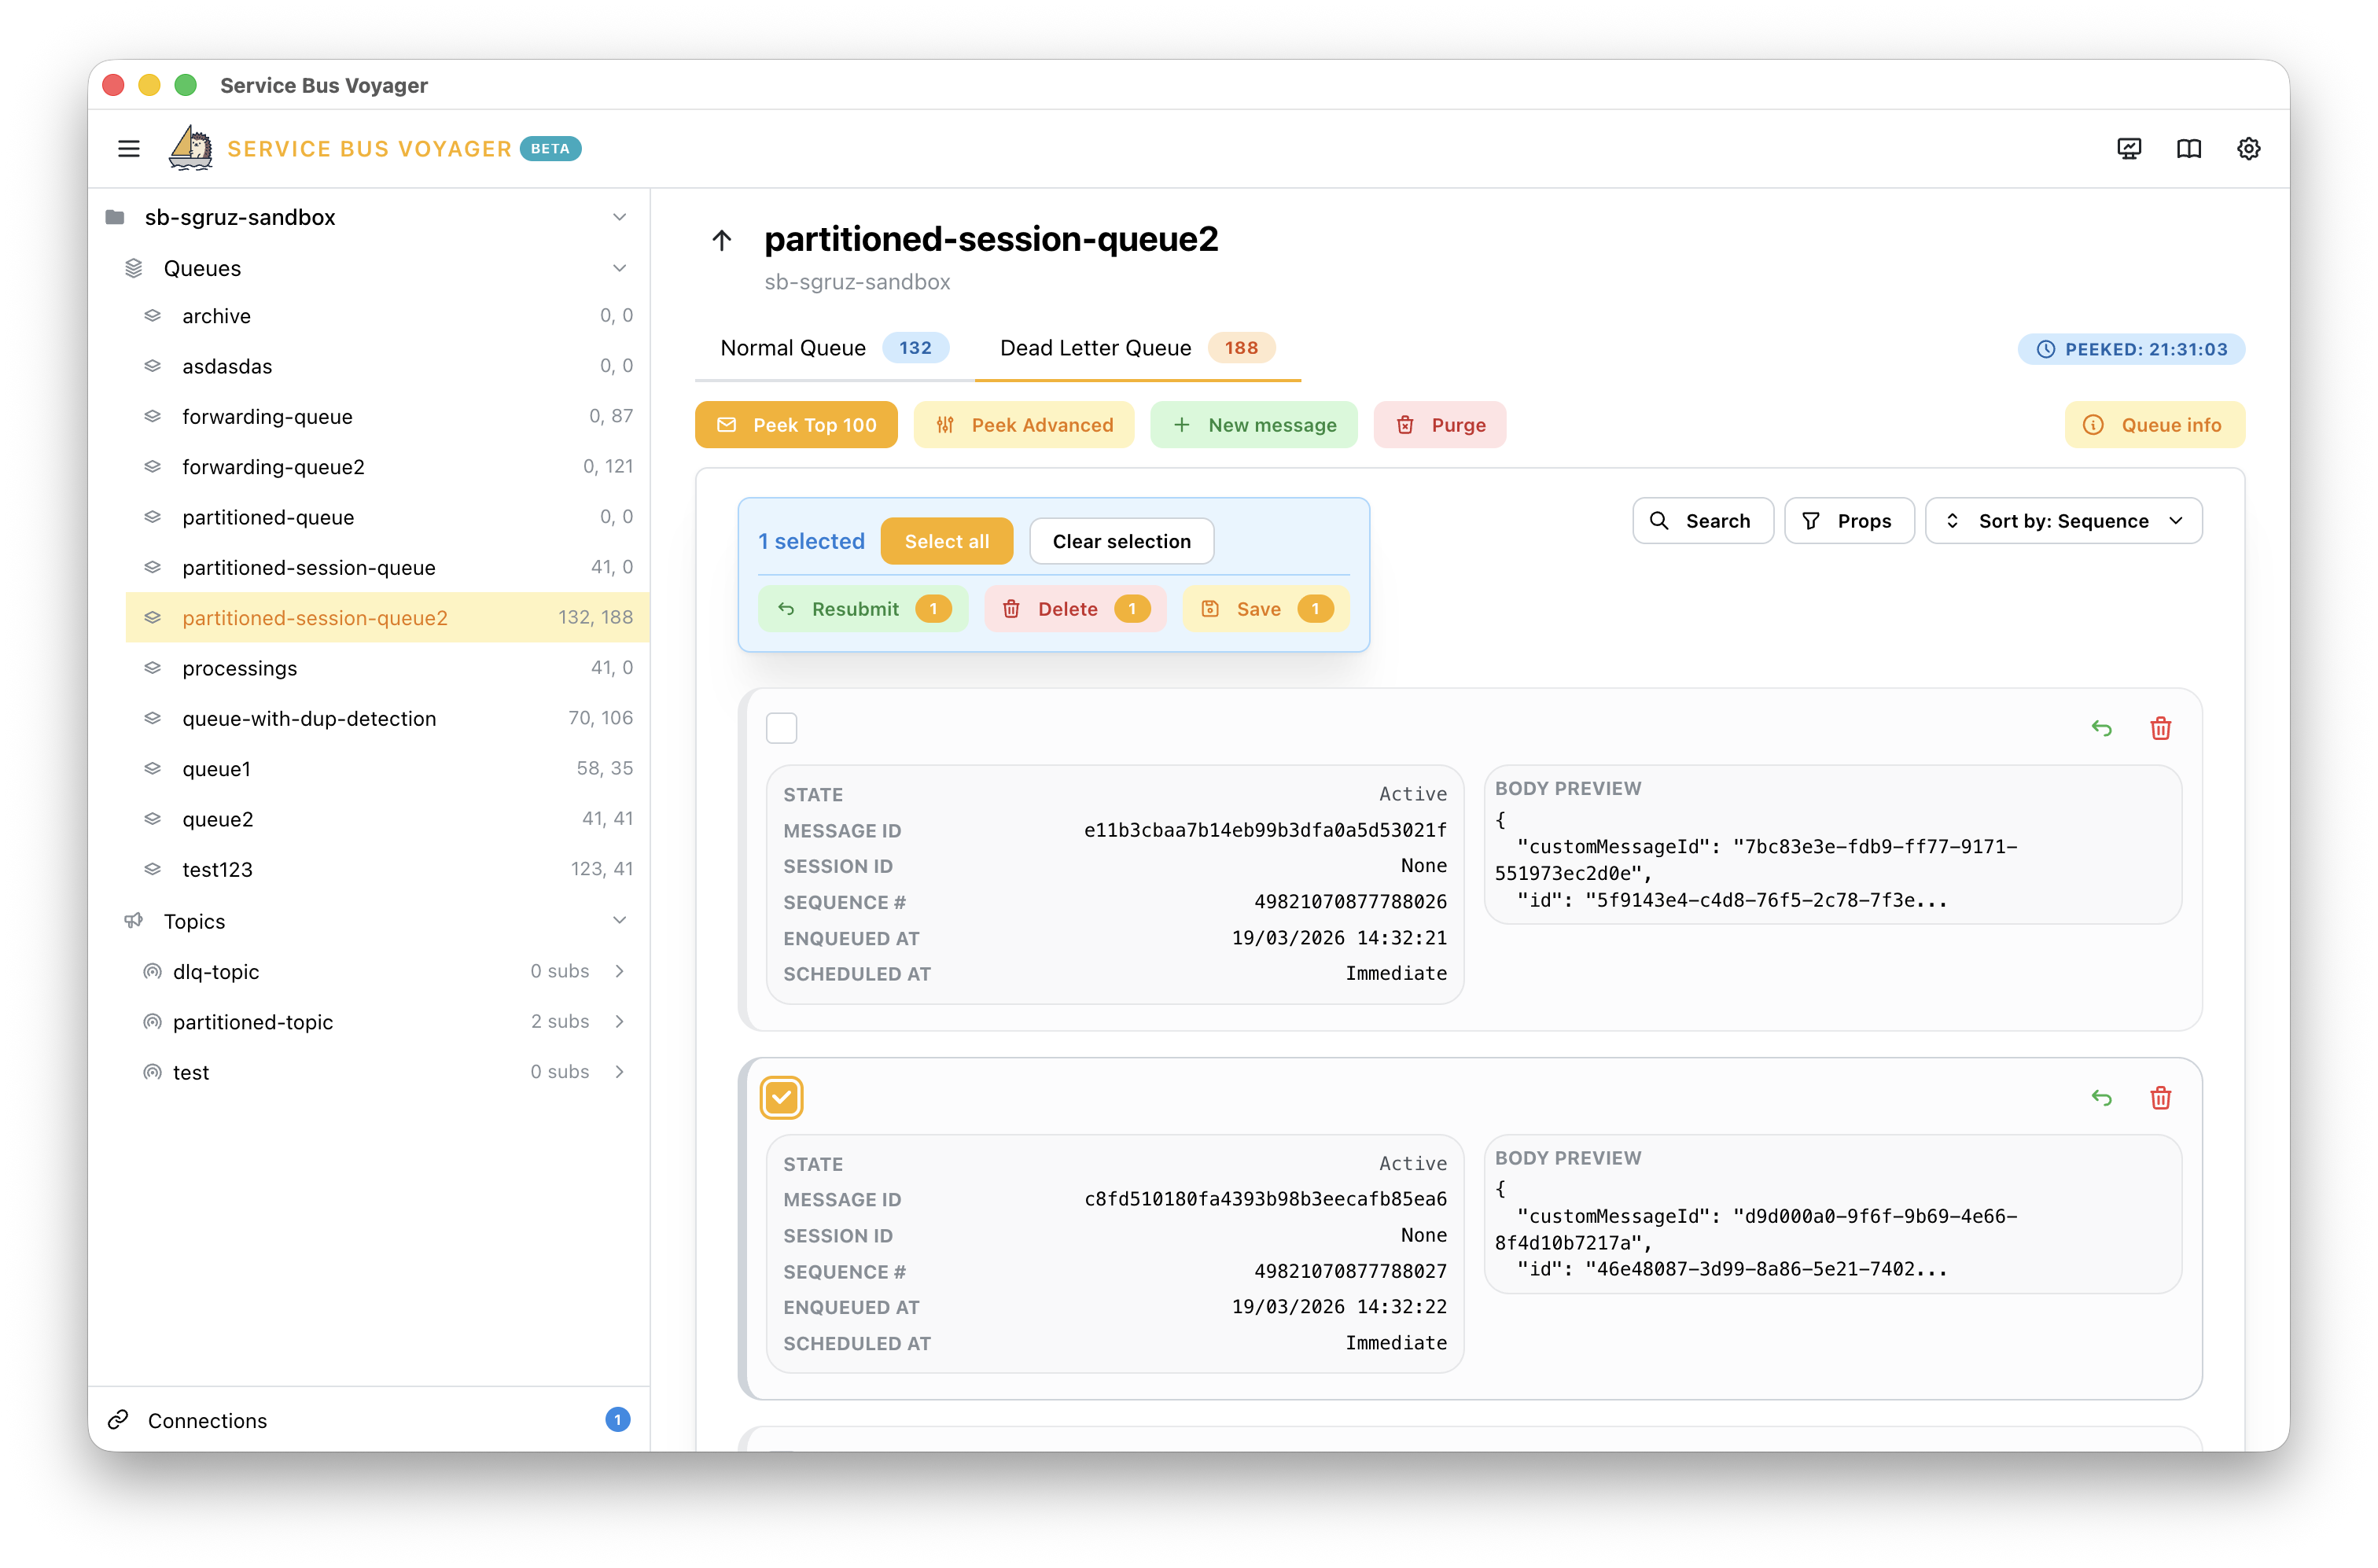 Service Bus Voyager
SERVICE BUS VOYAGER BETA
sb-sgruz-sandbox
Queues
archive 0, 0
asdasdas 0, 0
forwarding-queue 0, 87
forwarding-queue2 0, 121
partitioned-queue 0, 0
partitioned-session-queue 41, 0
partitioned-session-queue2 132, 188
processings 41, 0
queue-with-dup-detection 70, 106
queue1 58, 35
queue2 41, 41
test123 123, 41
Topics
dlq-topic 0 subs
partitioned-topic 2 subs
test 0 subs
Connections 1
partitioned-session-queue2
sb-sgruz-sandbox
Normal Queue 132 Dead Letter Queue 188 PEEKED: 21:31:03
Peek Top 100 Peek Advanced New message Purge Queue info
1 selected Select all Clear selection Search Props Sort by: Sequence
Resubmit 1 Delete 1 Save 1
STATE Active
MESSAGE ID e11b3cbaa7b14eb99b3dfa0a5d53021f
SESSION ID None
SEQUENCE # 49821070877788026
ENQUEUED AT 19/03/2026 14:32:21
SCHEDULED AT Immediate
BODY PREVIEW
{
"customMessageId": "7bc83e3e-fdb9-ff77-9171-
551973ec2d0e",
"id": "5f9143e4-c4d8-76f5-2c78-7f3e...
STATE Active
MESSAGE ID c8fd510180fa4393b98b3eecafb85ea6
SESSION ID None
SEQUENCE # 49821070877788027
ENQUEUED AT 19/03/2026 14:32:22
SCHEDULED AT Immediate
BODY PREVIEW
{
"customMessageId": "d9d000a0-9f6f-9b69-4e66-
8f4d10b7217a",
"id": "46e48087-3d99-8a86-5e21-7402...